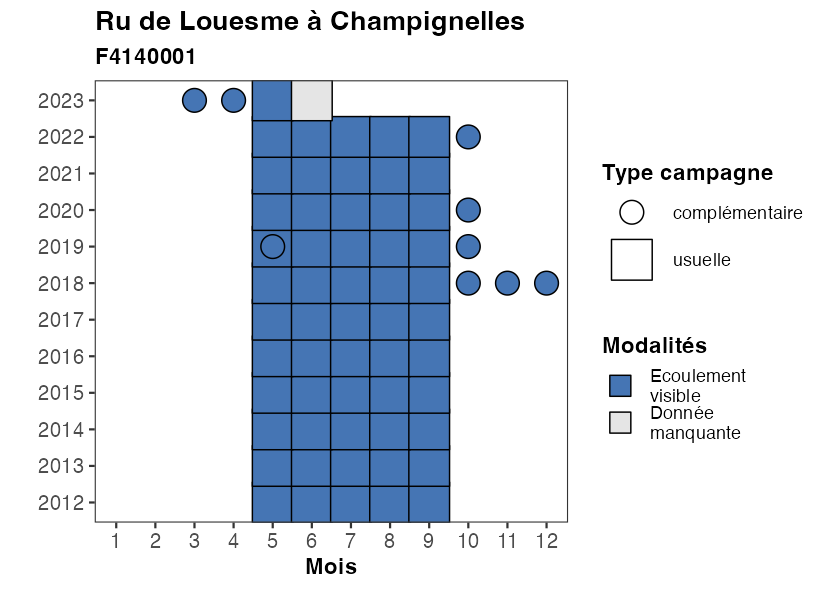 Ru de Louesme à Champignelles
F4140001
2023
2022
2021
2020
2019
2018
2017
2016
2015
2014
2013
2012
1 2 3 4 5 6 7 8 9 10 11 12
Mois
Type campagne
complémentaire
usuelle
Modalités
Ecoulement
visible
Donnée
manquante